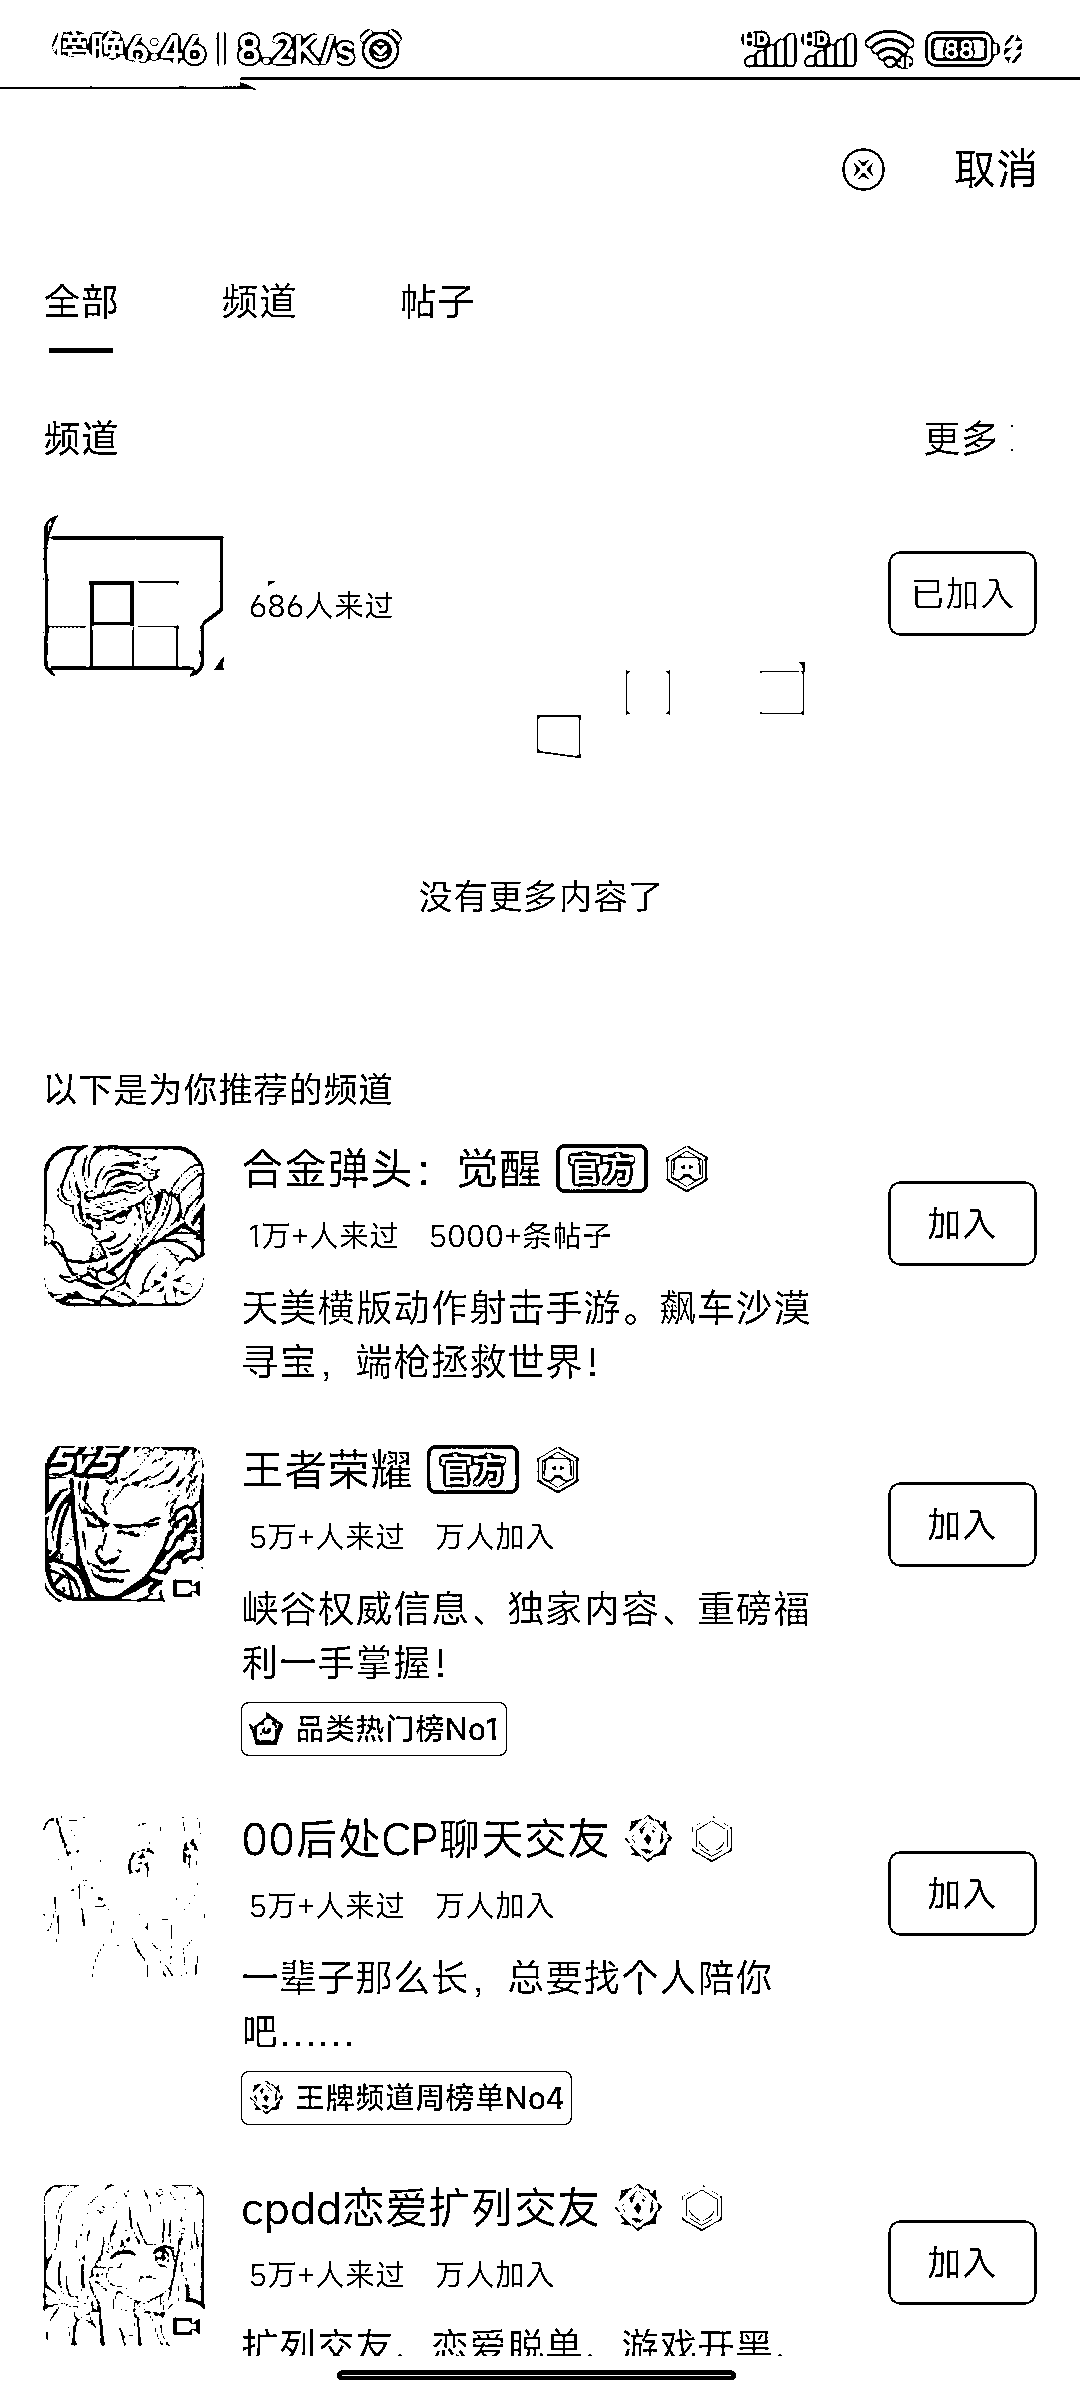 傍晚6:46 | 8.2K/s
HD HD 88
取消
全部 频道 帖子
频道 更多
686人来过
已加入
没有更多内容了
以下是为你推荐的频道
合金弹头：觉醒 官方
1万+人来过 5000+条帖子
加入
天美横版动作射击手游。飙车沙漠
寻宝，端枪拯救世界！
5v5
王者荣耀 官方
5万+人来过 万人加入
加入
峡谷权威信息、独家内容、重磅福
利一手掌握！
品类热门榜No1
00后处CP聊天交友
5万+人来过 万人加入
加入
一辈子那么长，总要找个人陪你
吧……
王牌频道周榜单No4
cpdd恋爱扩列交友
5万+人来过 万人加入
加入
扩列交友、恋爱脱单、游戏开黑、